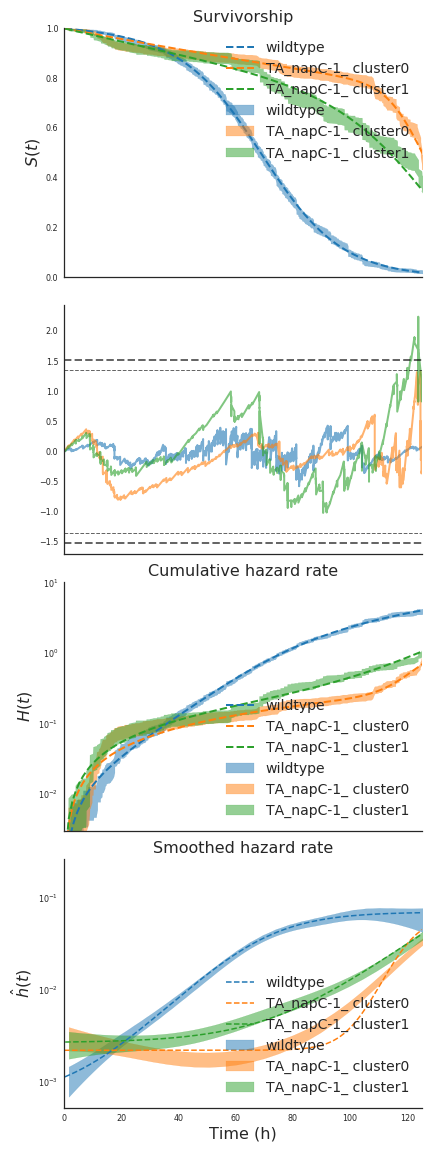 Survivorship
1.0
0.8
0.6
0.4
0.2
0.0
S(t)
wildtype
TA_napC-1_ cluster0
TA_napC-1_ cluster1
wildtype
TA_napC-1_ cluster0
TA_napC-1_ cluster1
2.0
1.5
1.0
0.5
0.0
−0.5
−1.0
−1.5
Cumulative hazard rate
10¹
10⁰
10⁻¹
10⁻²
H(t)
wildtype
TA_napC-1_ cluster0
TA_napC-1_ cluster1
wildtype
TA_napC-1_ cluster0
TA_napC-1_ cluster1
Smoothed hazard rate
10⁻¹
10⁻²
10⁻³
ĥ(t)
wildtype
TA_napC-1_ cluster0
TA_napC-1_ cluster1
wildtype
TA_napC-1_ cluster0
TA_napC-1_ cluster1
0 20 40 60 80 100 120
Time (h)